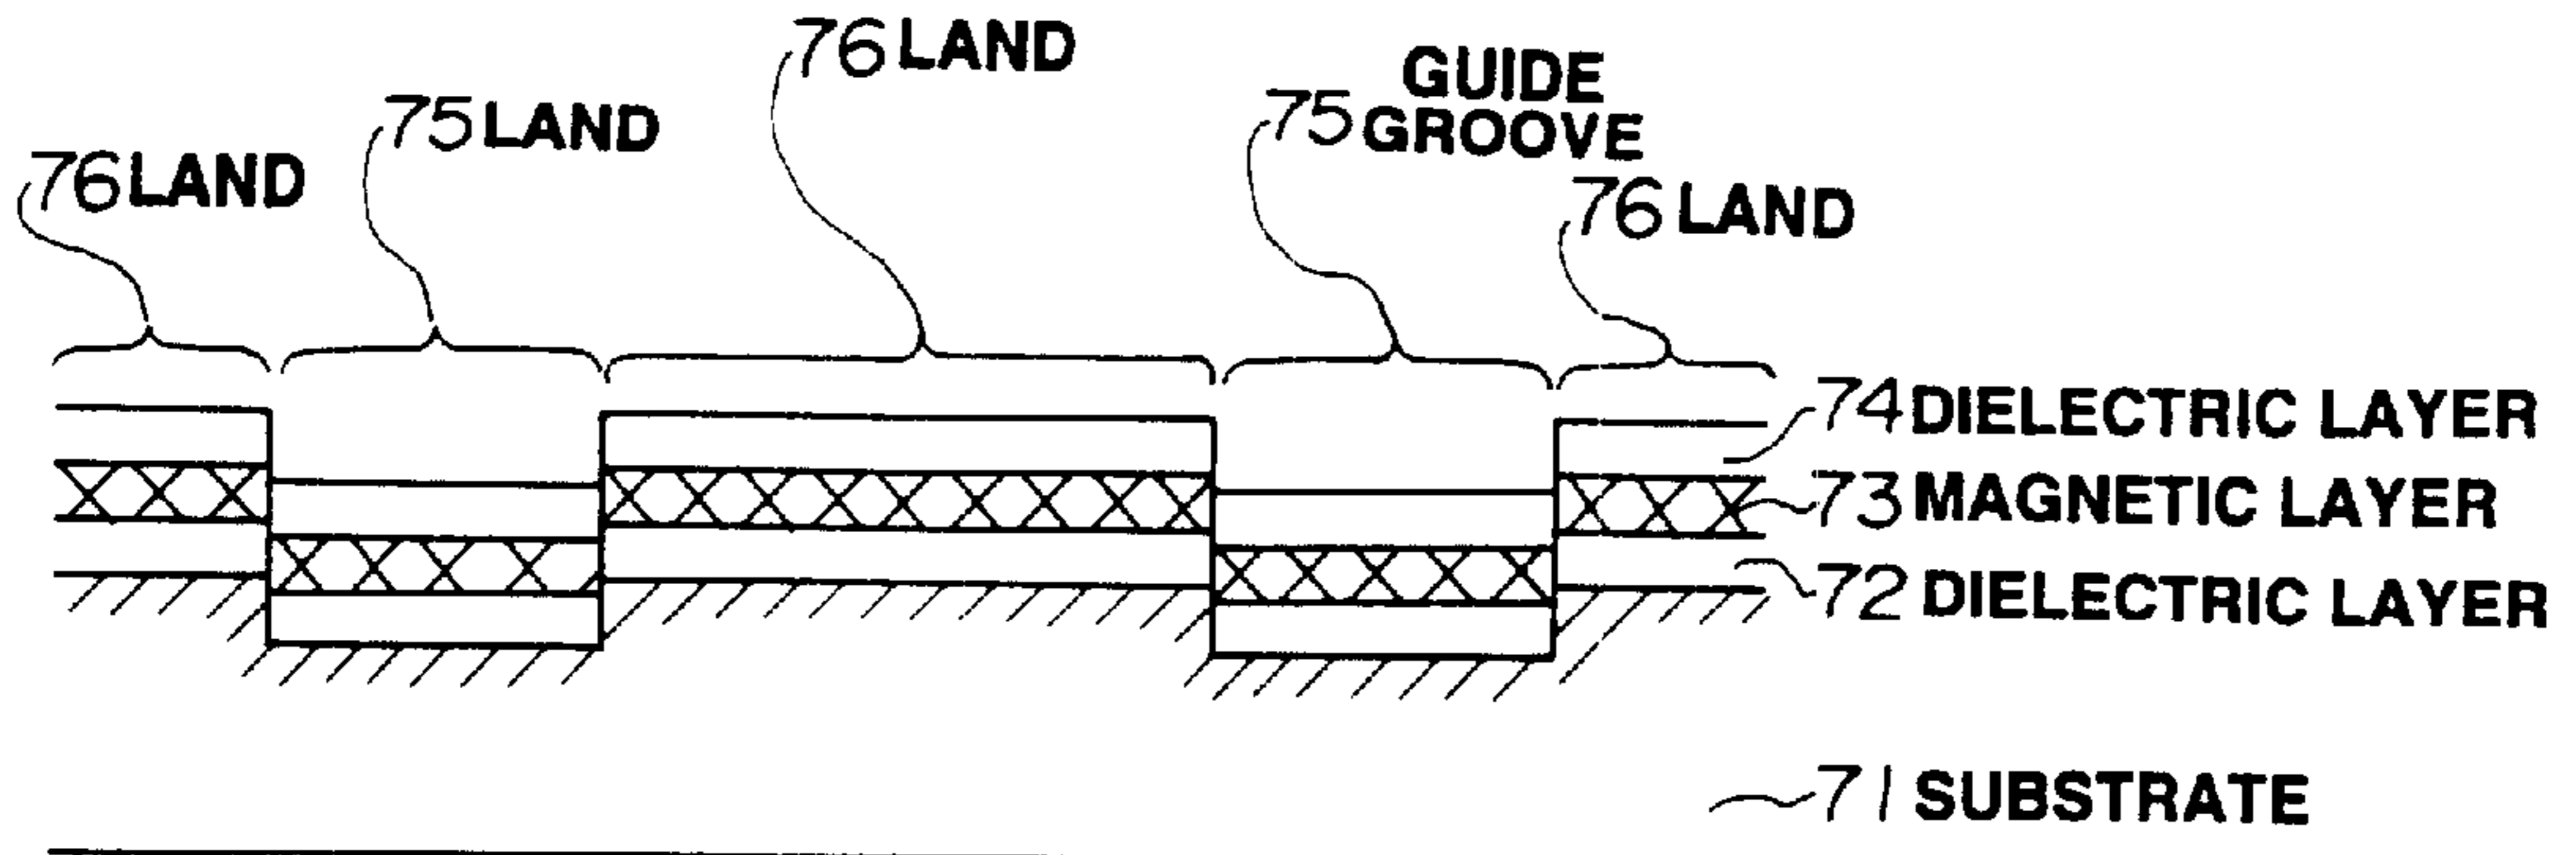 76 LAND
75 LAND
76 LAND
75 GUIDE
GROOVE
76 LAND
74 DIELECTRIC LAYER
73 MAGNETIC LAYER
72 DIELECTRIC LAYER
71 SUBSTRATE